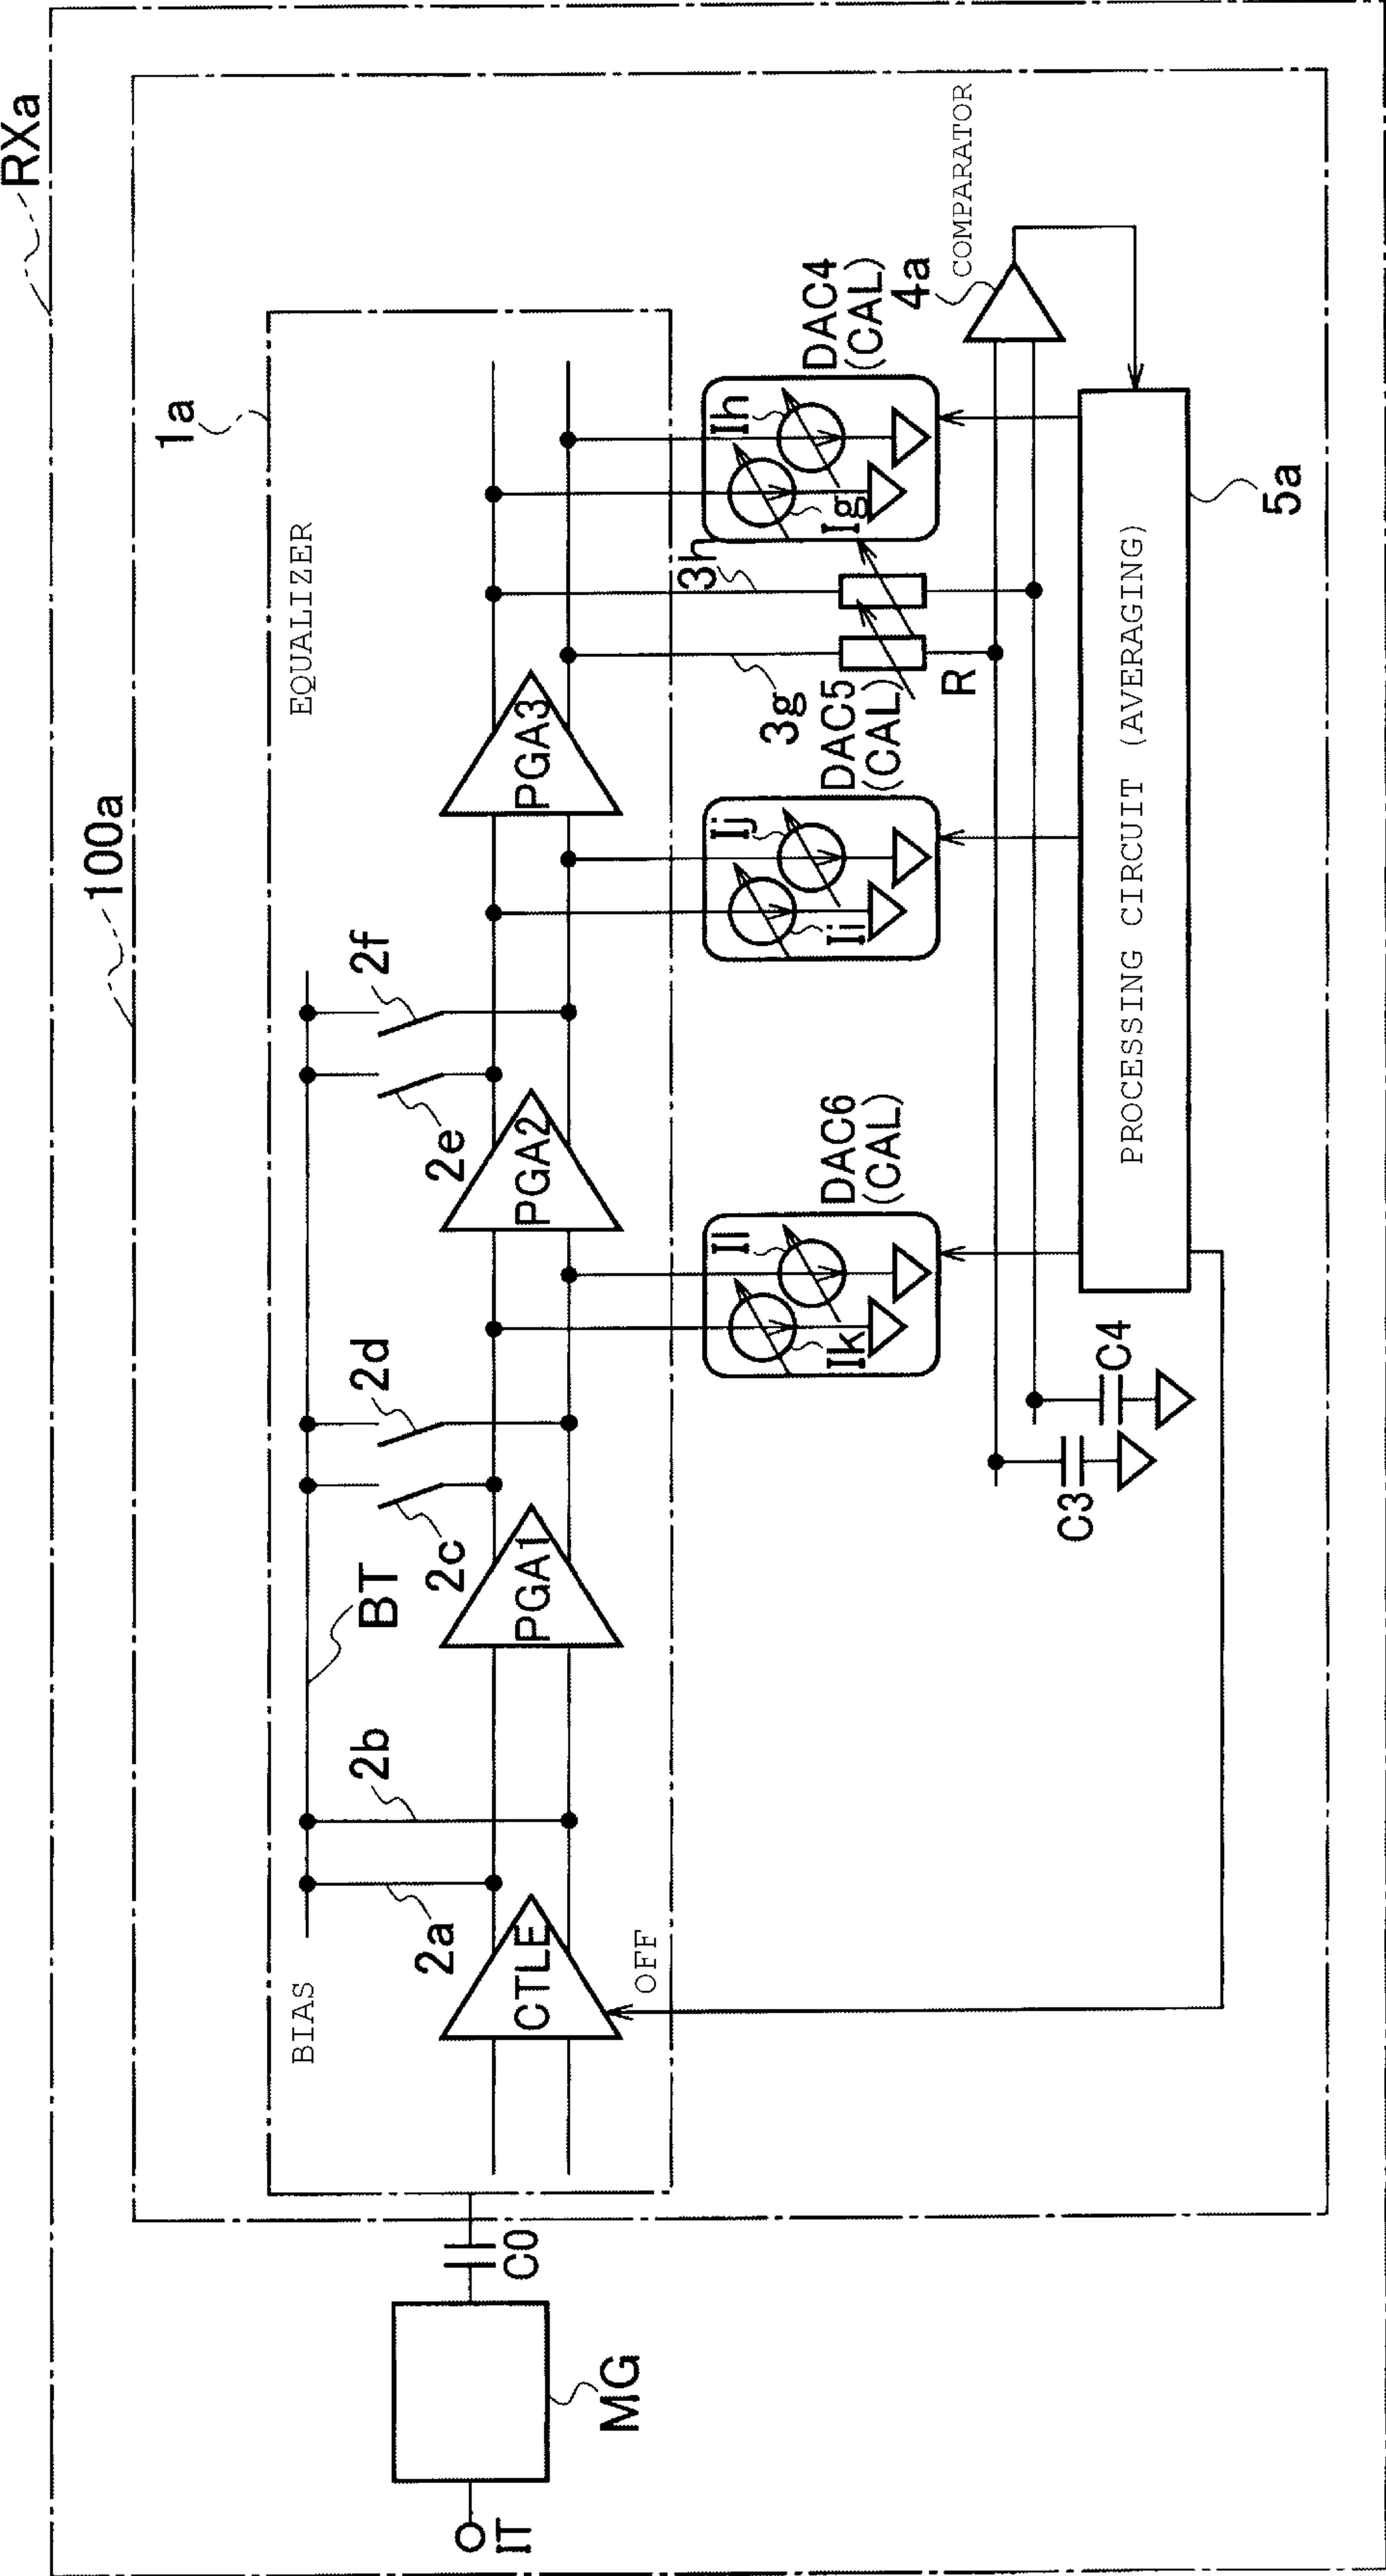 RXa
100a
1a
EQUALIZER
BIAS
BT
2a
2b
2c
2d
2e
2f
CTLE
PGA1
PGA2
PGA3
OFF
IT
MG
C0
DAC6
(CAL)
Ik
Il
DAC5
(CAL)
Ii
Ij
3g
3h
R
DAC4
(CAL)
Ig
Ih
4a
COMPARATOR
C3
C4
PROCESSING CIRCUIT (AVERAGING)
5a